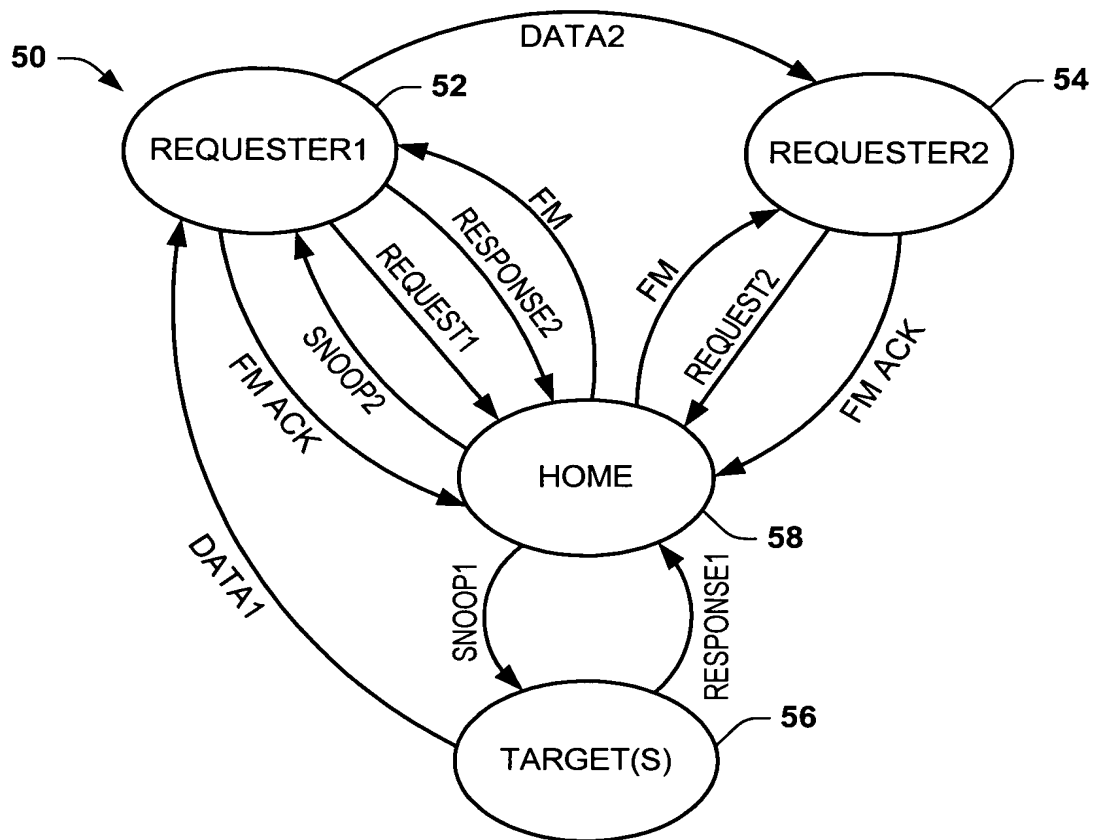 DATA2
50
52
54
REQUESTER1
REQUESTER2
FM
RESPONSE2
REQUEST1
SNOOP2
FM ACK
FM
REQUEST2
FM ACK
HOME
58
DATA1
SNOOP1
RESPONSE1
56
TARGET(S)